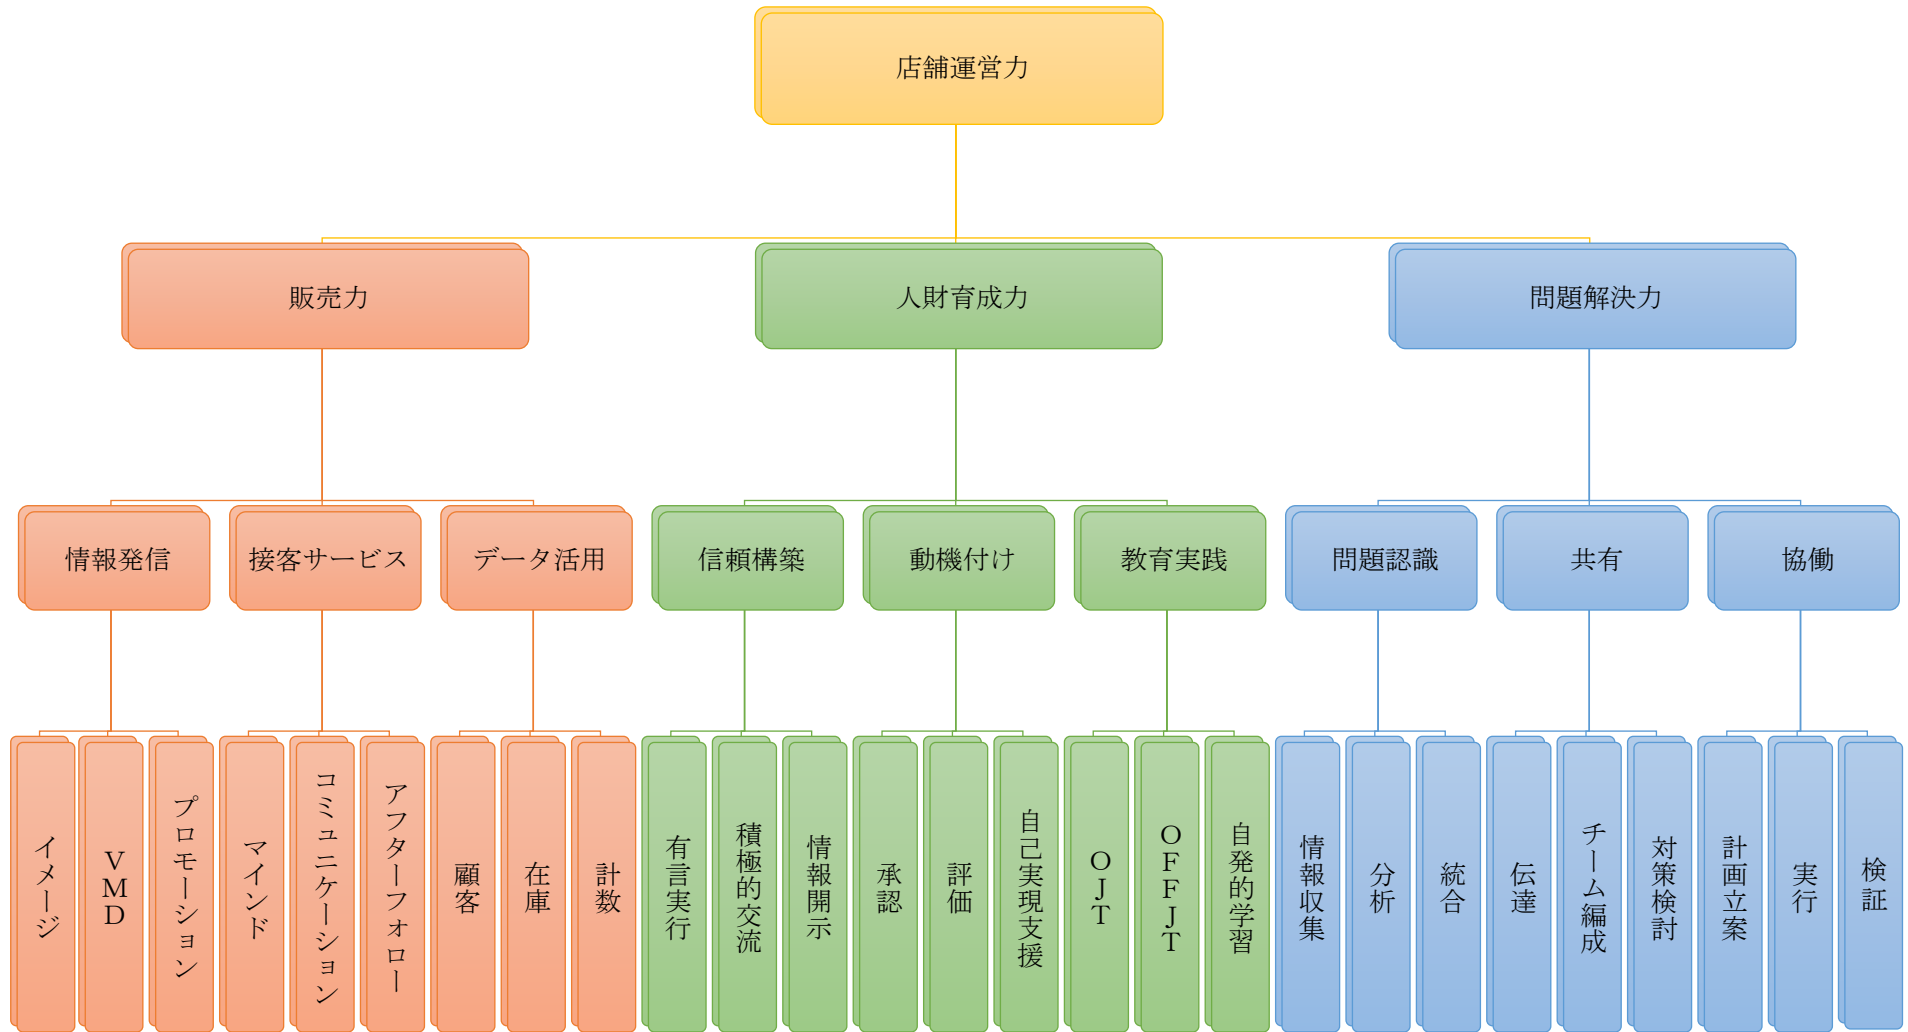 店舗運営力
販売力
人財育成力
問題解決力
情報発信
接客サービス
データ活用
信頼構築
動機付け
教育実践
問題認識
共有
協働
イメージ
VMD
プロモーション
マインド
コミュニケーション
アフターフォロー
顧客
在庫
計数
有言実行
積極的交流
情報開示
承認
評価
自己実現支援
OJT
OFFJT
自発的学習
情報収集
分析
統合
伝達
チーム編成
対策検討
計画立案
実行
検証